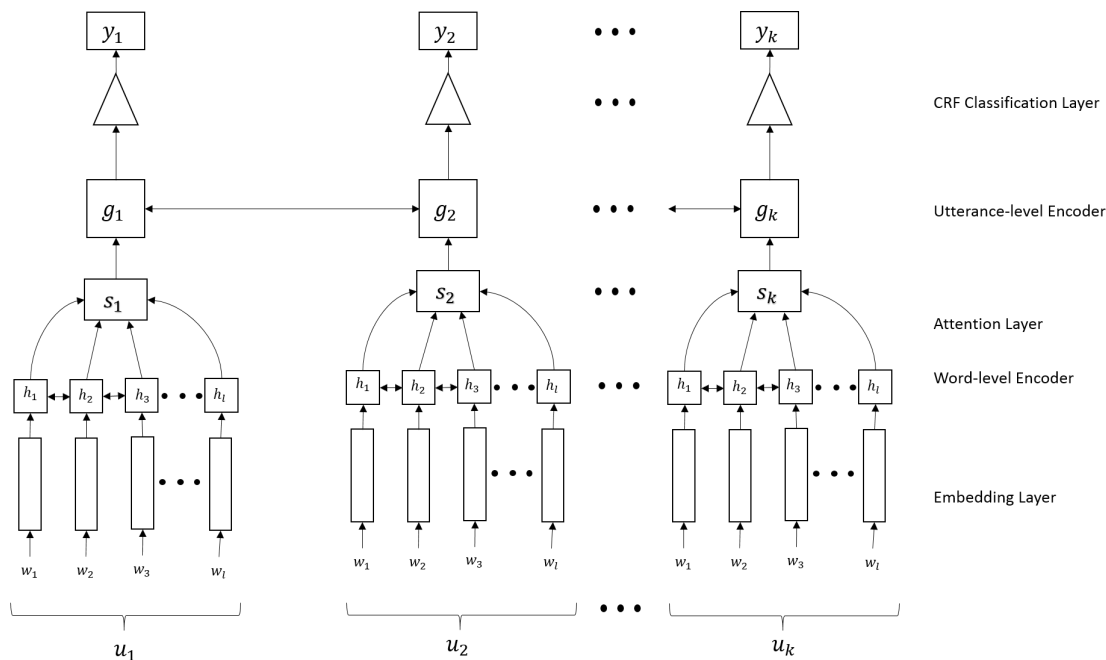 y₁ y₂ • • • yₖ
• • • CRF Classification Layer
g₁ g₂ • • • gₖ Utterance-level Encoder
s₁ s₂ • • • sₖ
Attention Layer
h₁ h₂ h₃ • • • hₗ h₁ h₂ h₃ • • • hₗ • • • h₁ h₂ h₃ • • • hₗ Word-level Encoder
• • • • • • • • • Embedding Layer
w₁ w₂ w₃ wₗ w₁ w₂ w₃ wₗ w₁ w₂ w₃ wₗ
• • •
u₁ u₂ uₖ